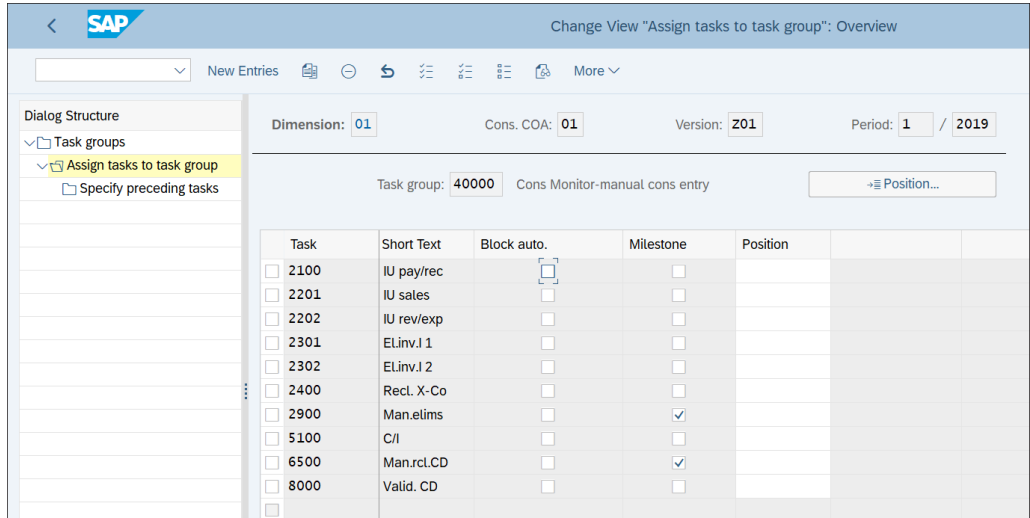 SAP
Change View "Assign tasks to task group": Overview
New Entries More
Dialog Structure
Task groups
Assign tasks to task group
Specify preceding tasks
Dimension: 01 Cons. COA: 01 Version: Z01 Period: 1 / 2019
Task group: 40000 Cons Monitor-manual cons entry Position...
Task Short Text Block auto. Milestone Position
2100 IU pay/rec
2201 IU sales
2202 IU rev/exp
2301 El.inv.I 1
2302 El.inv.I 2
2400 Recl. X-Co
2900 Man.elims
5100 C/I
6500 Man.rcl.CD
8000 Valid. CD